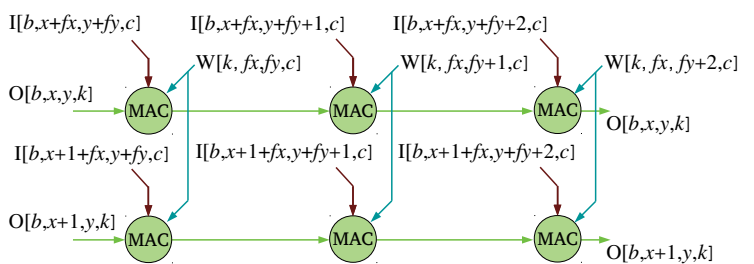 I[b,x+fx,y+fy,c] I[b,x+fx,y+fy+1,c] I[b,x+fx,y+fy+2,c]
W[k, fx,fy,c] W[k, fx,fy+1,c] W[k, fx, fy+2,c]
O[b,x,y,k]
MAC MAC MAC
O[b,x,y,k]
I[b,x+1+fx,y+fy,c] I[b,x+1+fx,y+fy+1,c] I[b,x+1+fx,y+fy+2,c]
O[b,x+1,y,k]
MAC MAC MAC
O[b,x+1,y,k]